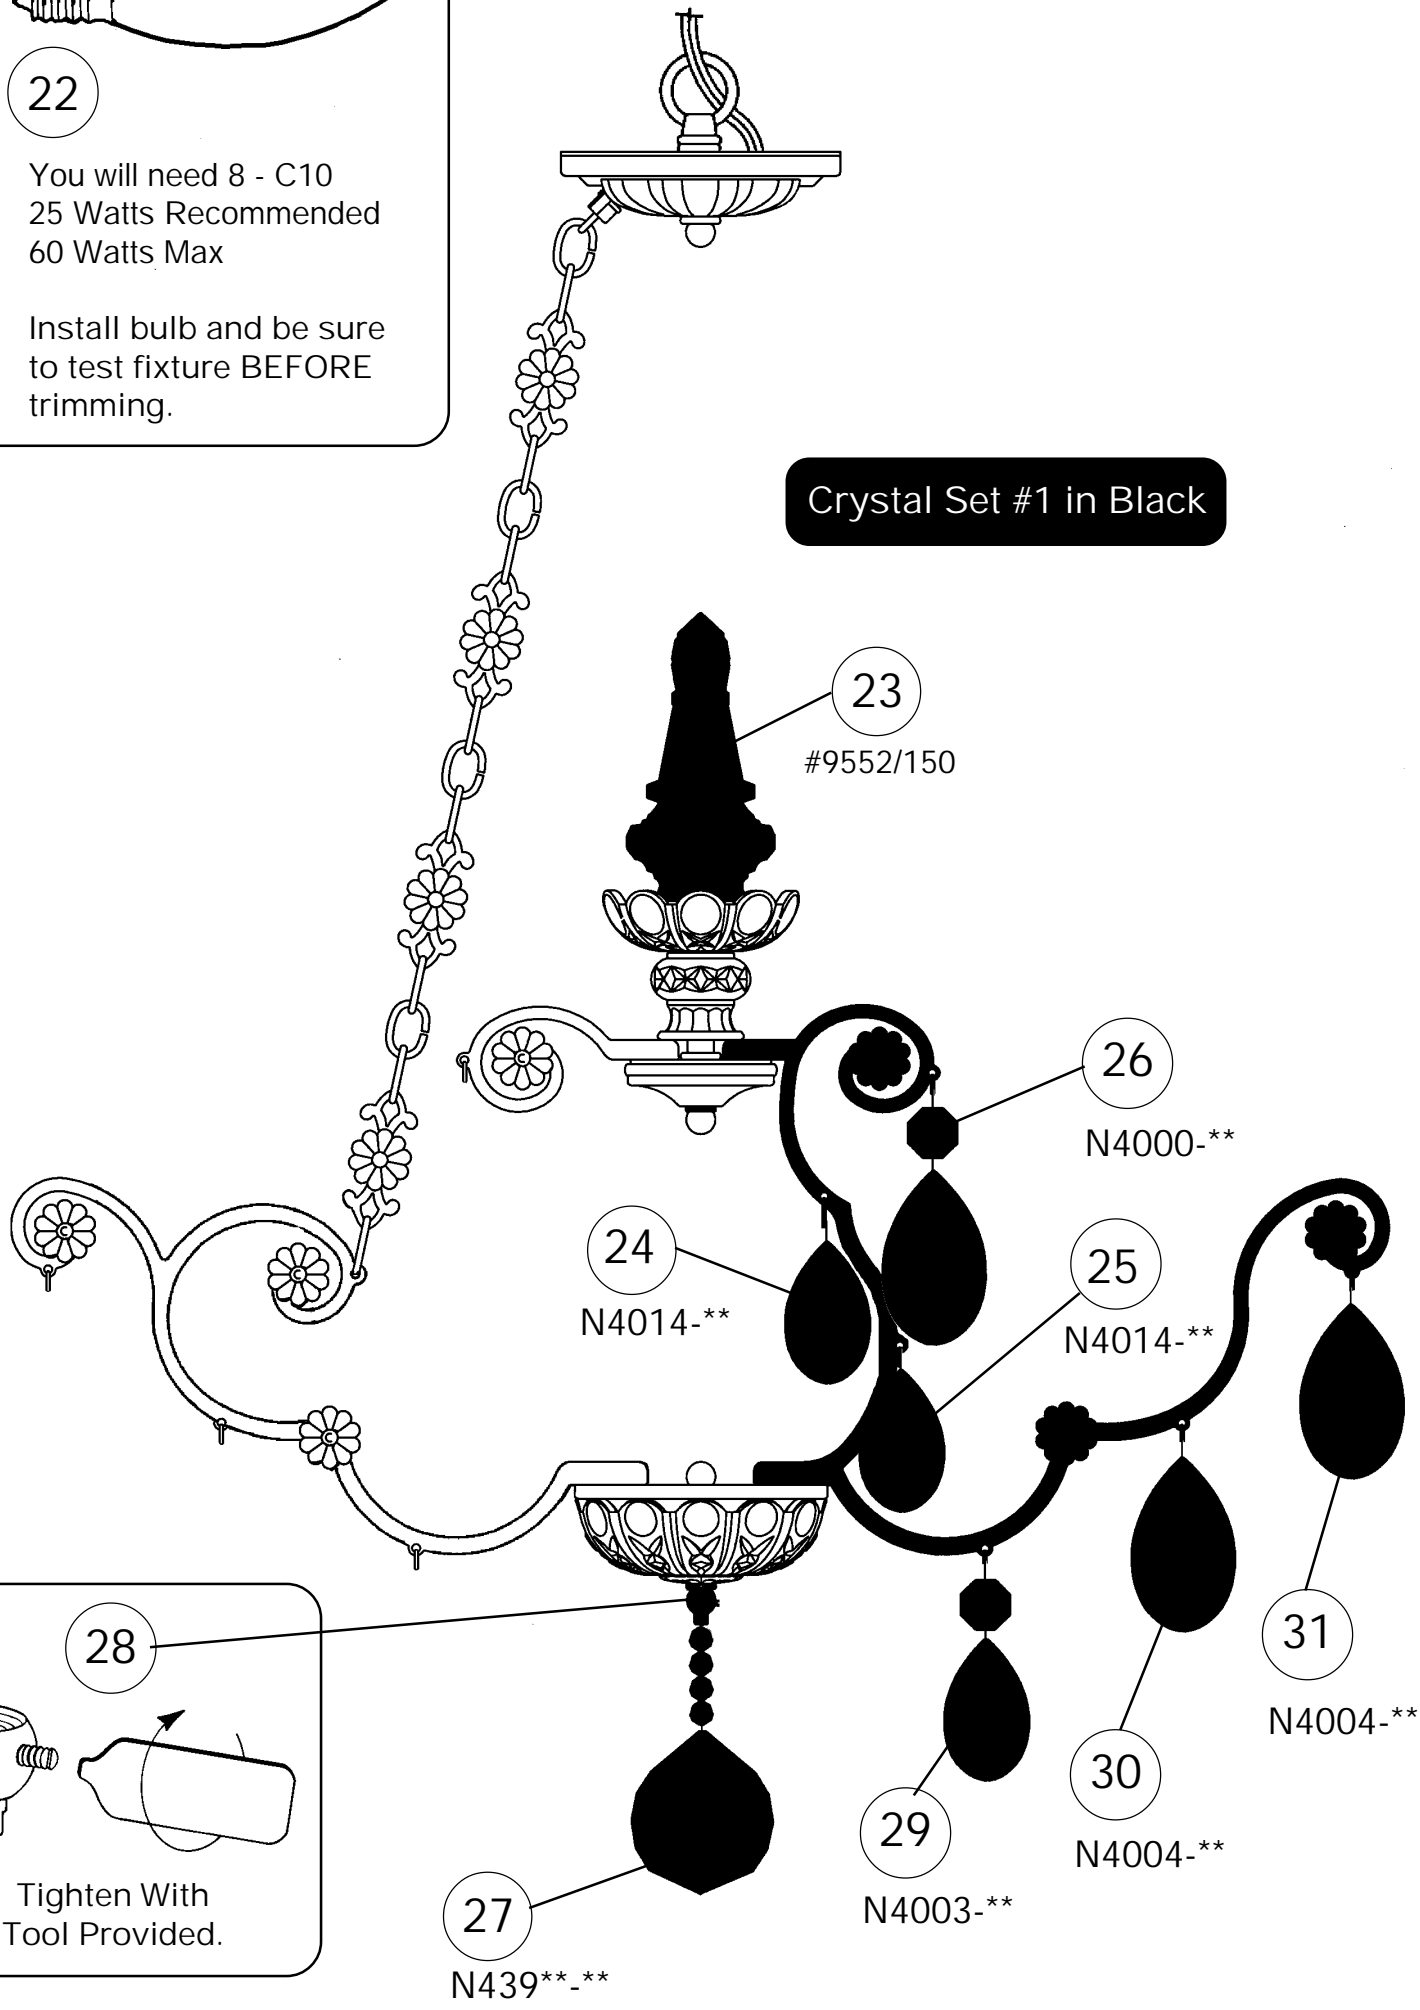 22
You will need 8 - C10
25 Watts Recommended
60 Watts Max
Install bulb and be sure
to test fixture BEFORE
trimming.
Crystal Set #1 in Black
23
#9552/150
26
N4000-**
24
N4014-**
25
N4014-**
28
Tighten With
Tool Provided.
31
N4004-**
30
N4004-**
29
N4003-**
27
N439**-**